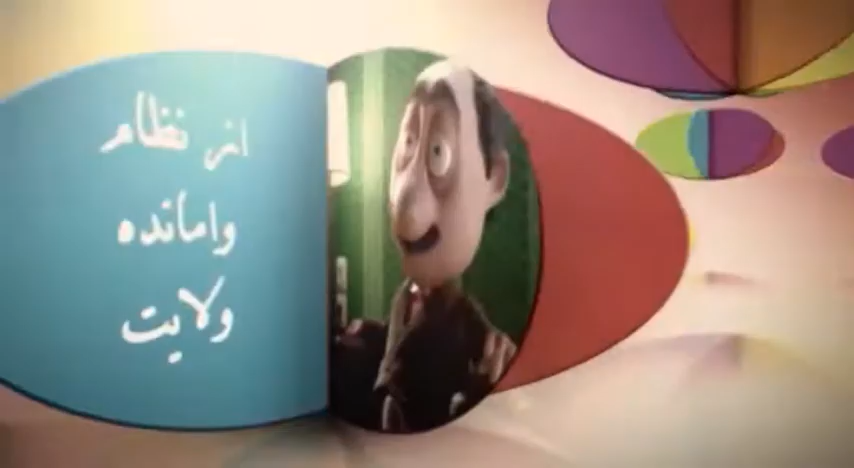 از نظام
وامانده
ولایت